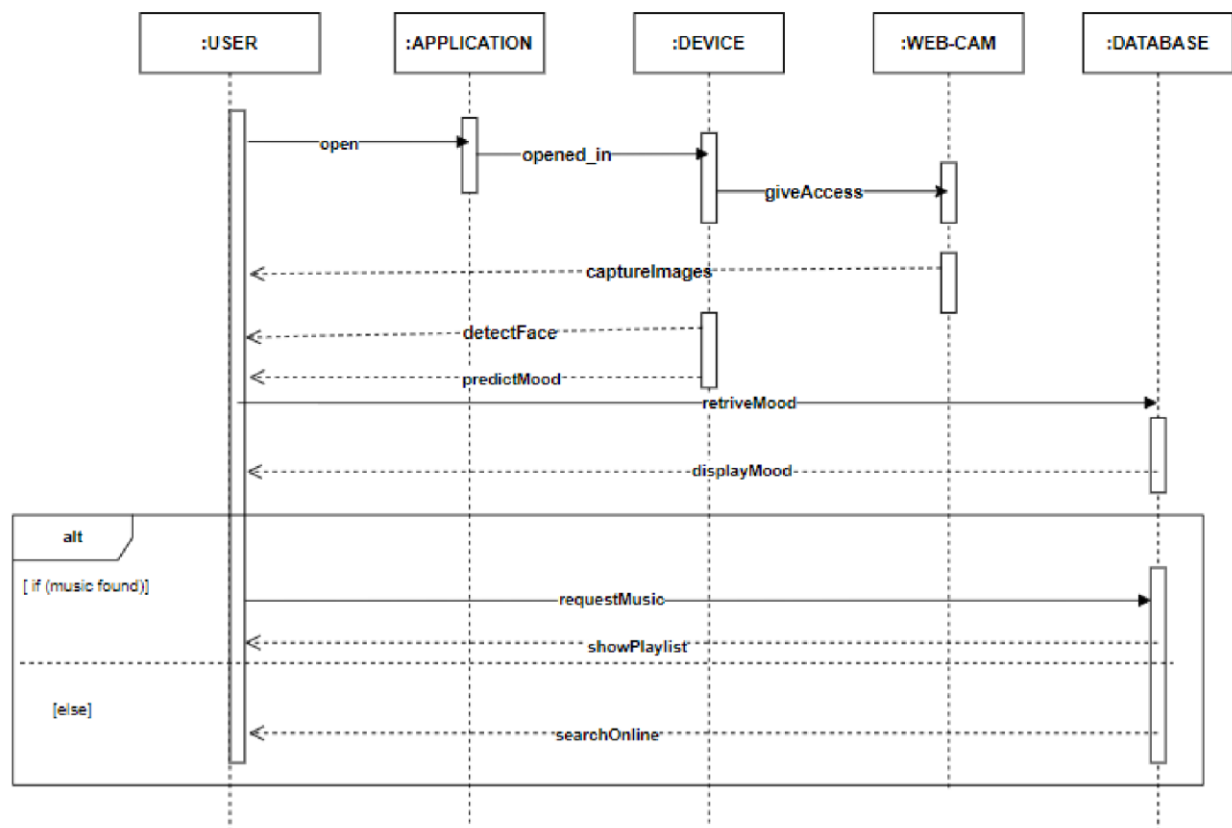 :USER
:APPLICATION
:DEVICE
:WEB-CAM
:DATABASE
open
opened_in
giveAccess
captureImages
detectFace
predictMood
retriveMood
displayMood
alt
[ if (music found)]
requestMusic
showPlaylist
[else]
searchOnline